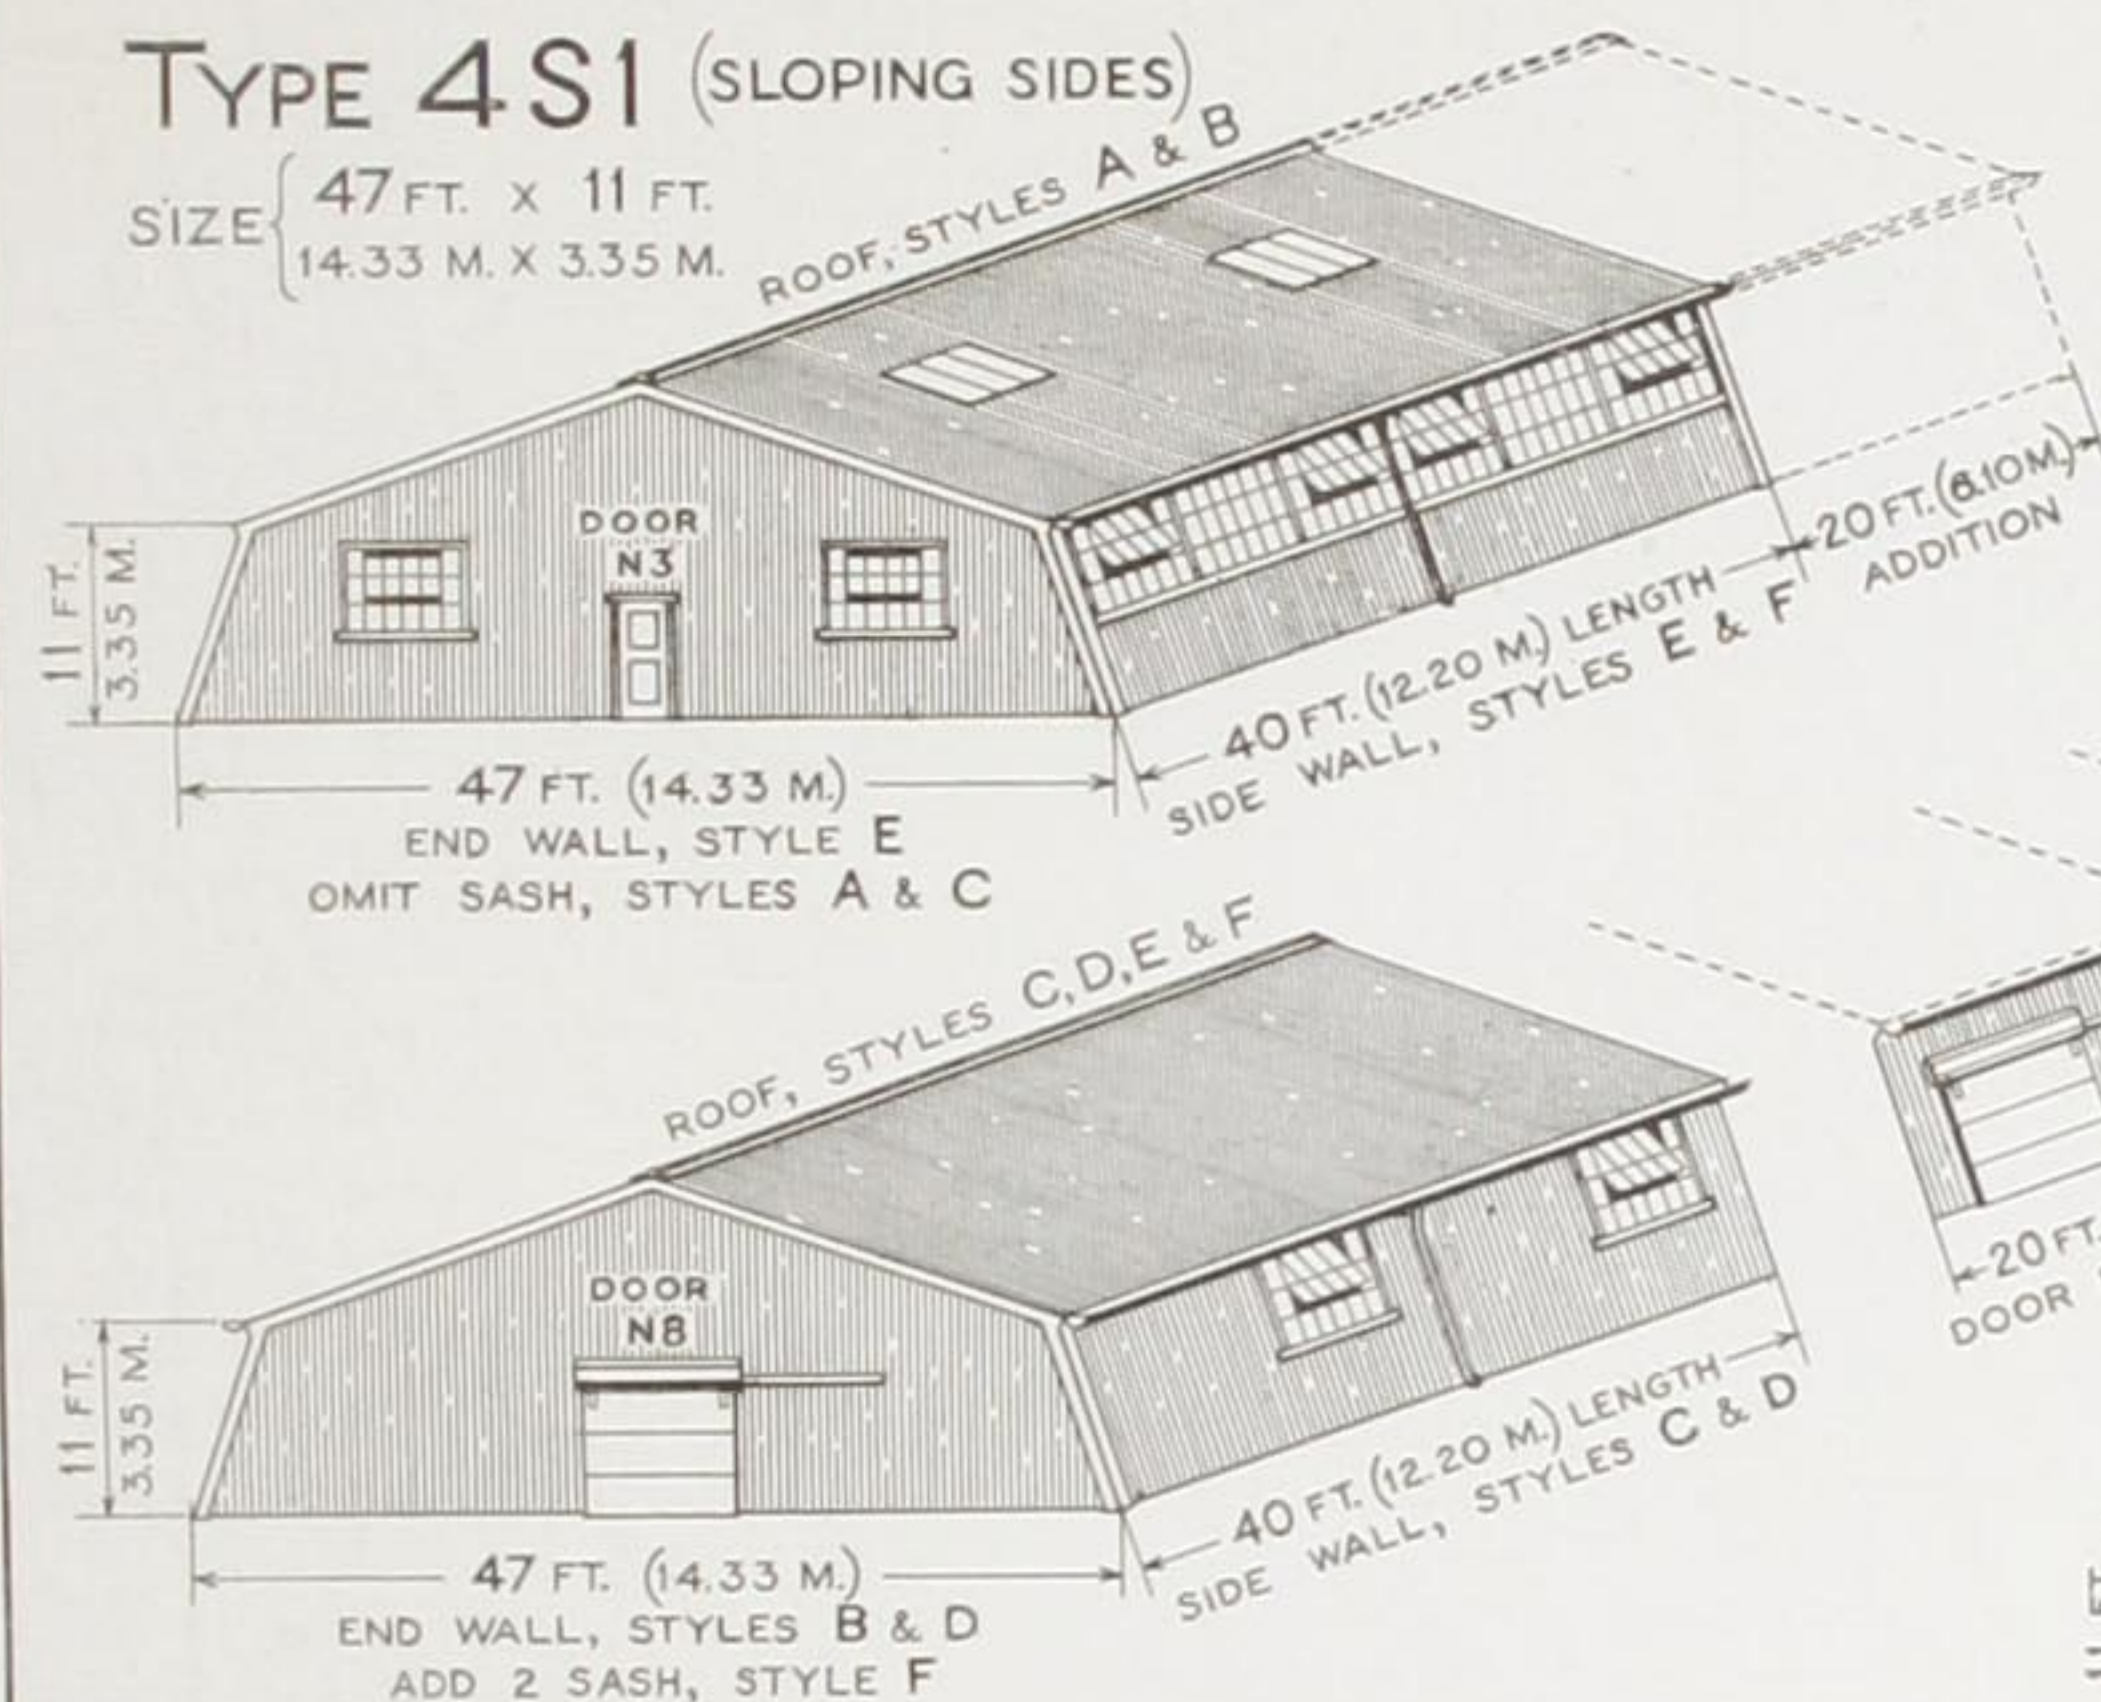 TYPE 4S1 (SLOPING SIDES)
SIZE { 47 FT. X 11 FT.
14.33 M. X 3.35 M.
ROOF, STYLES A & B
DOOR
N3
11 FT.
3.35 M.
20 FT. (6.10 M.)
ADDITION
40 FT. (12.20 M.) LENGTH
SIDE WALL, STYLES E & F
47 FT. (14.33 M.)
END WALL, STYLE E
OMIT SASH, STYLES A & C
ROOF, STYLES C, D, E & F
DOOR
N8
11 FT.
3.35 M.
20 FT.
DOOR
40 FT. (12.20 M.) LENGTH
SIDE WALL, STYLES C & D
47 FT. (14.33 M.)
END WALL, STYLES B & D
ADD 2 SASH, STYLE F